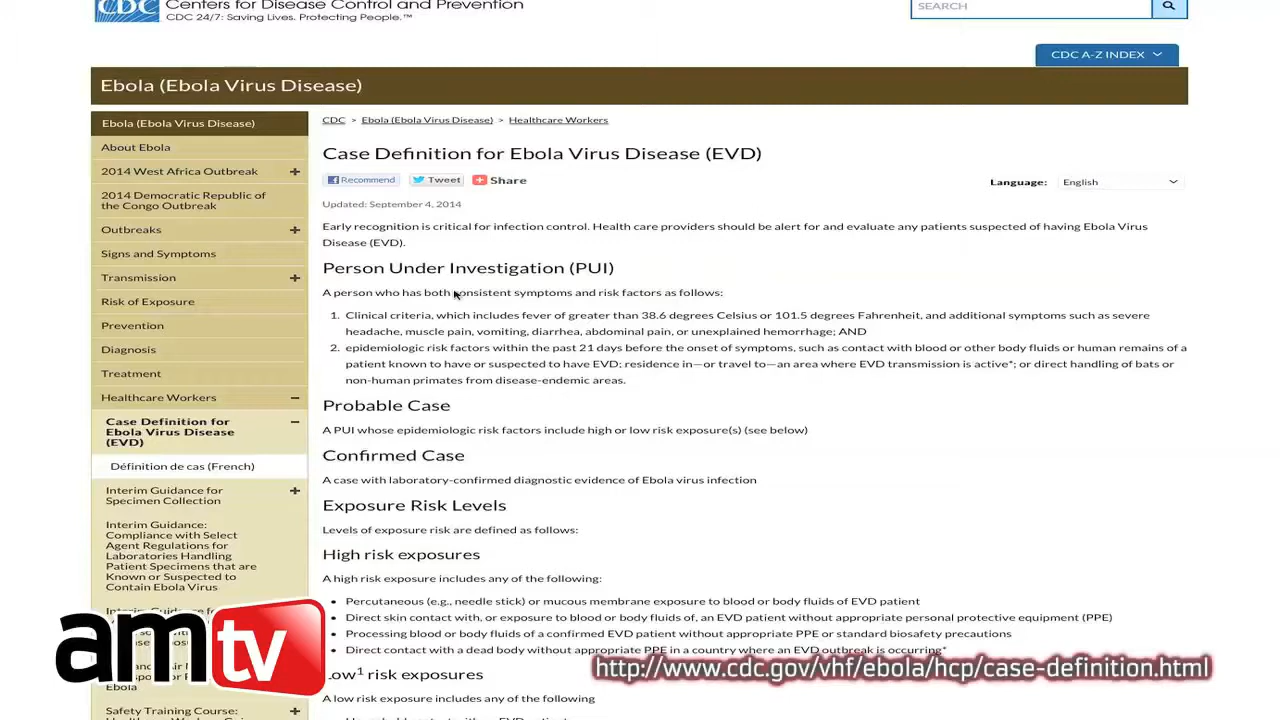 CDC
Centers for Disease Control and Prevention
CDC 24/7: Saving Lives. Protecting People.™
SEARCH
CDC A-Z INDEX
Ebola (Ebola Virus Disease)
Ebola (Ebola Virus Disease)
About Ebola
2014 West Africa Outbreak
2014 Democratic Republic of
the Congo Outbreak
Outbreaks
Signs and Symptoms
Transmission
Risk of Exposure
Prevention
Diagnosis
Treatment
Healthcare Workers
Case Definition for
Ebola Virus Disease
(EVD)
Définition de cas (French)
Interim Guidance for
Specimen Collection
Interim Guidance:
Compliance with Select
Agent Regulations for
Laboratories Handling
Patient Specimens that are
Known or Suspected to
Contain Ebola Virus
Ebola
Safety Training Course:
CDC > Ebola (Ebola Virus Disease) > Healthcare Workers
Case Definition for Ebola Virus Disease (EVD)
Recommend Tweet Share
Language: English
Updated: September 4, 2014
Early recognition is critical for infection control. Health care providers should be alert for and evaluate any patients suspected of having Ebola Virus
Disease (EVD).
Person Under Investigation (PUI)
A person who has both consistent symptoms and risk factors as follows:
1. Clinical criteria, which includes fever of greater than 38.6 degrees Celsius or 101.5 degrees Fahrenheit, and additional symptoms such as severe
headache, muscle pain, vomiting, diarrhea, abdominal pain, or unexplained hemorrhage; AND
2. epidemiologic risk factors within the past 21 days before the onset of symptoms, such as contact with blood or other body fluids or human remains of a
patient known to have or suspected to have EVD; residence in—or travel to—an area where EVD transmission is active*; or direct handling of bats or
non-human primates from disease-endemic areas.
Probable Case
A PUI whose epidemiologic risk factors include high or low risk exposure(s) (see below)
Confirmed Case
A case with laboratory-confirmed diagnostic evidence of Ebola virus infection
Exposure Risk Levels
Levels of exposure risk are defined as follows:
High risk exposures
A high risk exposure includes any of the following:
• Percutaneous (e.g., needle stick) or mucous membrane exposure to blood or body fluids of EVD patient
• Direct skin contact with, or exposure to blood or body fluids of, an EVD patient without appropriate personal protective equipment (PPE)
• Processing blood or body fluids of a confirmed EVD patient without appropriate PPE or standard biosafety precautions
• Direct contact with a dead body without appropriate PPE in a country where an EVD outbreak is occurring*
Low¹ risk exposures
A low risk exposure includes any of the following
amtv
http://www.cdc.gov/vhf/ebola/hcp/case-definition.html